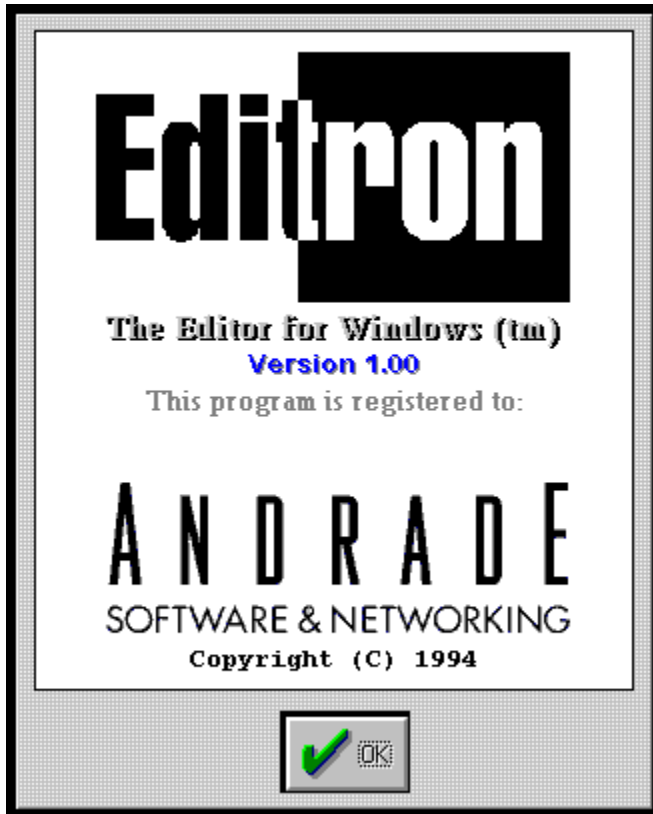 Editron
The Editor for Windows (tm)
Version 1.00
This program is registered to:
ANDRADE
SOFTWARE & NETWORKING
Copyright (C) 1994
OK